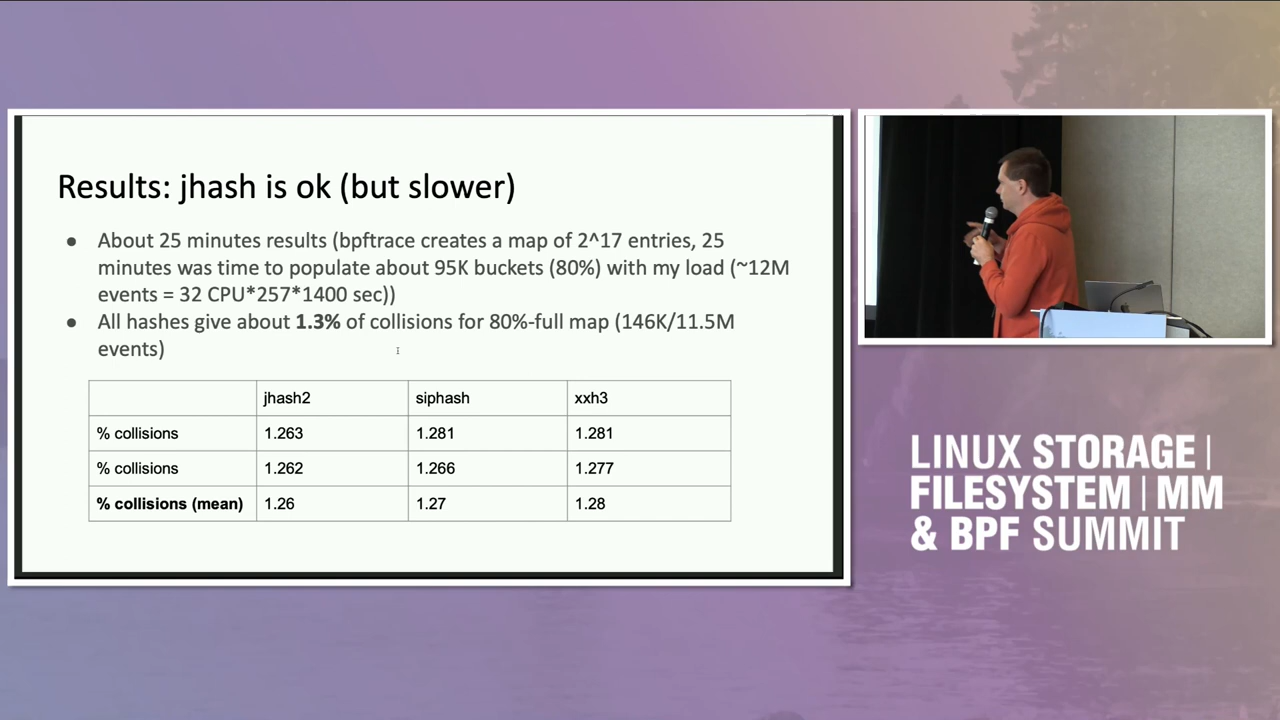 Results: jhash is ok (but slower)
● About 25 minutes results (bpftrace creates a map of 2^17 entries, 25
minutes was time to populate about 95K buckets (80%) with my load (~12M
events = 32 CPU*257*1400 sec))
● All hashes give about 1.3% of collisions for 80%-full map (146K/11.5M
events)
jhash2 siphash xxh3
% collisions 1.263 1.281 1.281
% collisions 1.262 1.266 1.277
% collisions (mean) 1.26 1.27 1.28
LINUX STORAGE |
FILESYSTEM | MM
& BPF SUMMIT